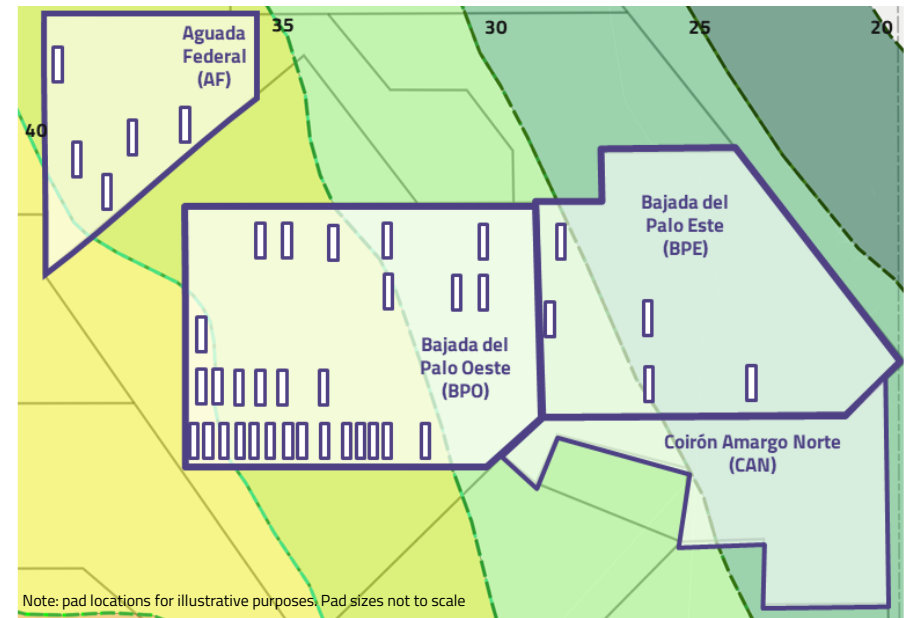 35
30
25
20
40
Aguada
Federal
(AF)
Bajada del
Palo Este
(BPE)
Bajada del
Palo Oeste
(BPO)
Coirón Amargo Norte
(CAN)
Note: pad locations for illustrative purposes. Pad sizes not to scale